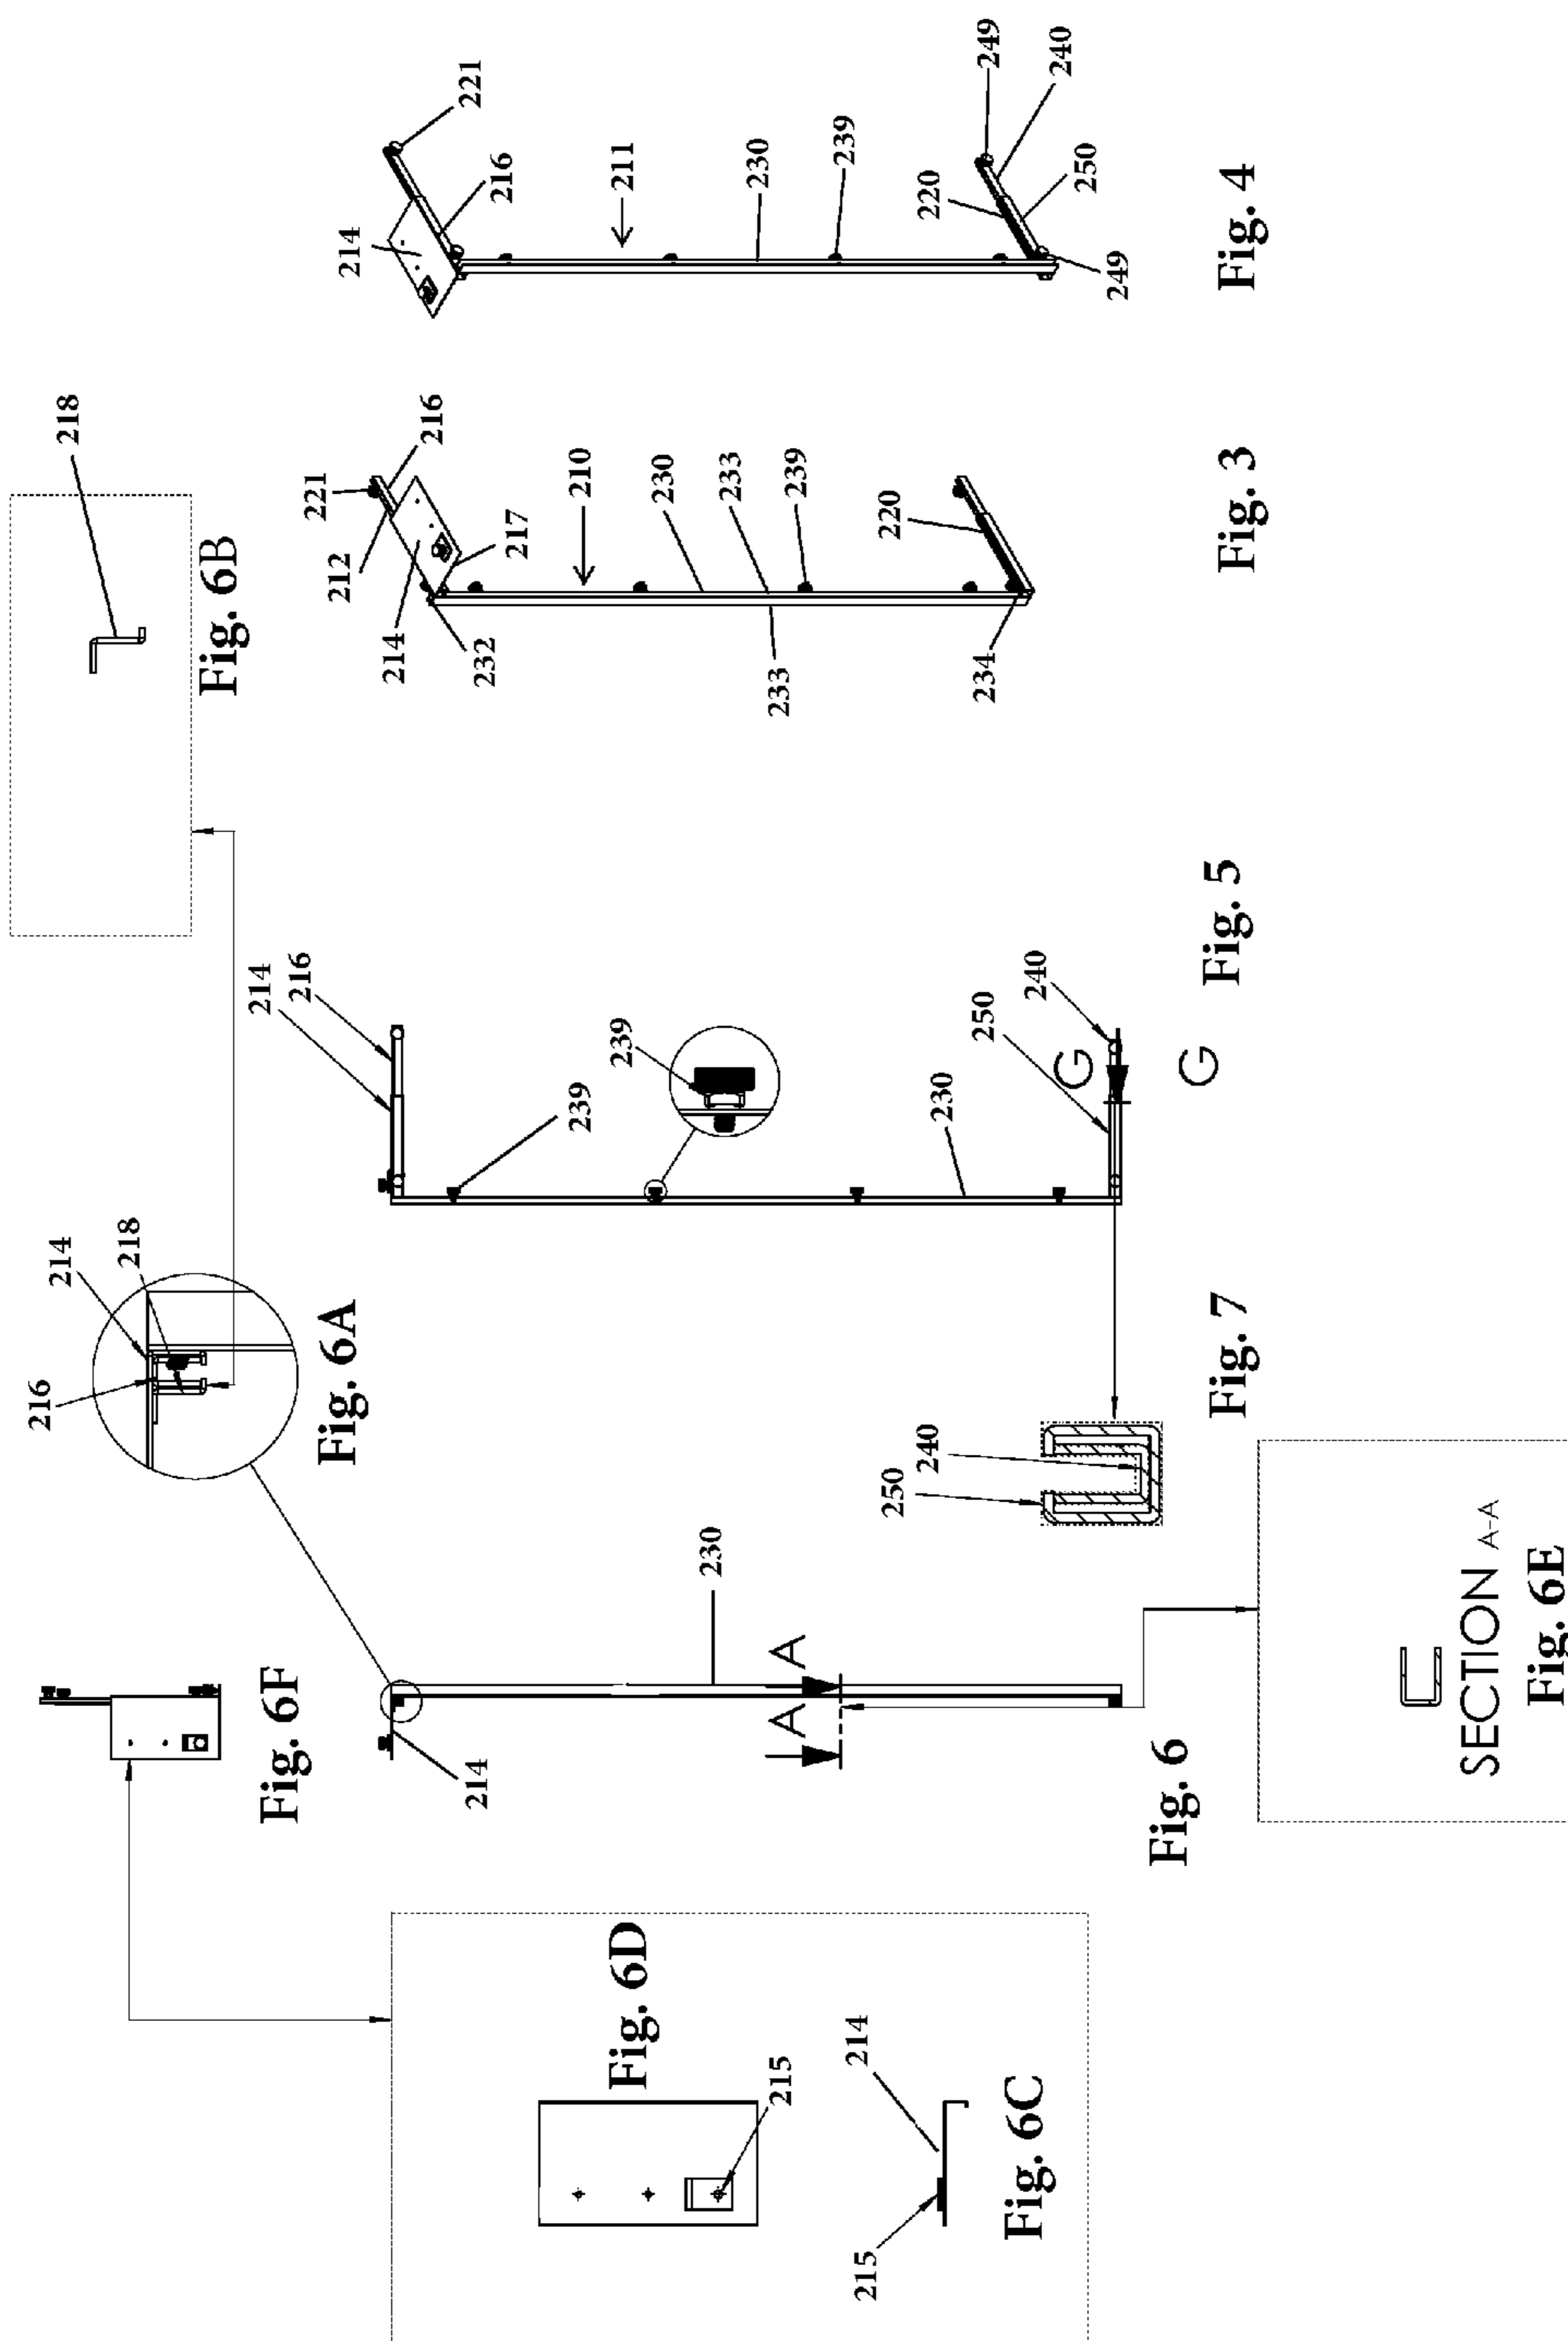 221
216
214
211
230
239
249
240
220
250
249
Fig. 4
218
Fig. 6B
221
216
212
214
217
232
210
230
233
239
233
220
234
Fig. 3
214
216
239
239
240
250
G
G
230
Fig. 5
214
216
218
Fig. 6A
250
240
Fig. 7
Fig. 6F
214
230
A
A
Fig. 6
SECTION A-A
Fig. 6E
Fig. 6D
215
214
215
Fig. 6C